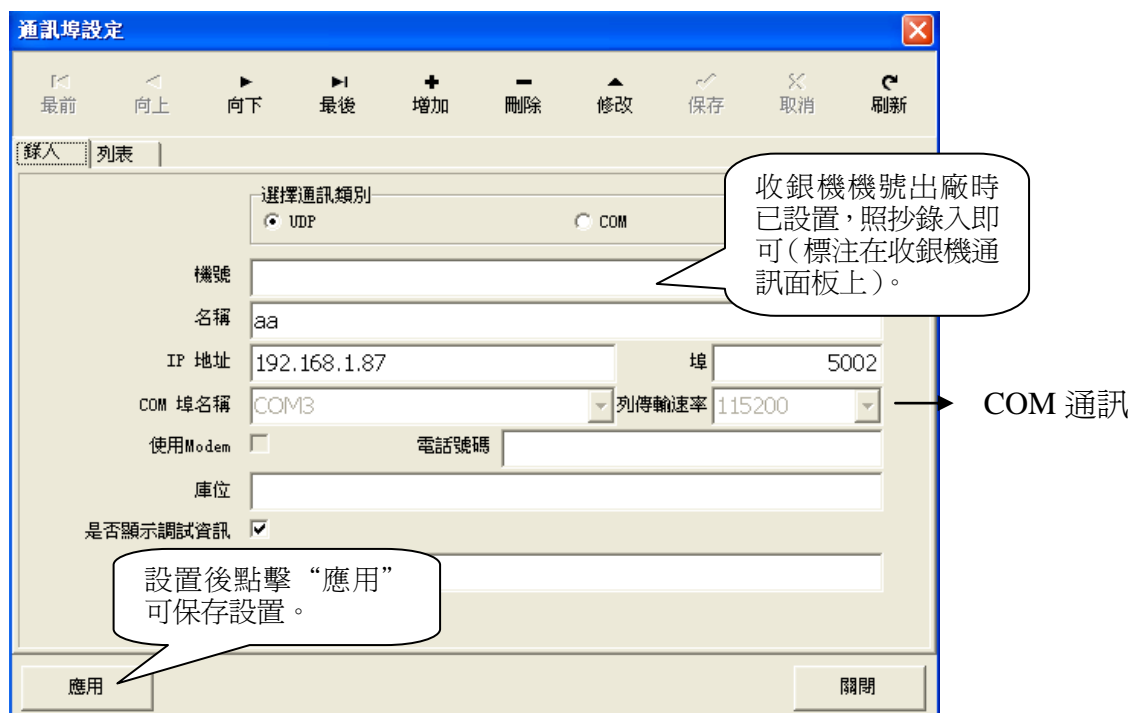 通訊埠設定
最前 向上 向下 最後 增加 刪除 修改 保存 取消 刷新
錄入 列表
選擇通訊類別
UDP COM
收銀機機號出廠時
已設置，照抄錄入即
可（標注在收銀機通
訊面板上）。
機號
名稱 aa
IP 地址 192.168.1.87 埠 5002
COM 埠名稱 COM3 列傳輸速率 115200
COM 通訊
使用Modem 電話號碼
庫位
是否顯示調試資訊
設置後點擊“應用”
可保存設置。
應用 關閉